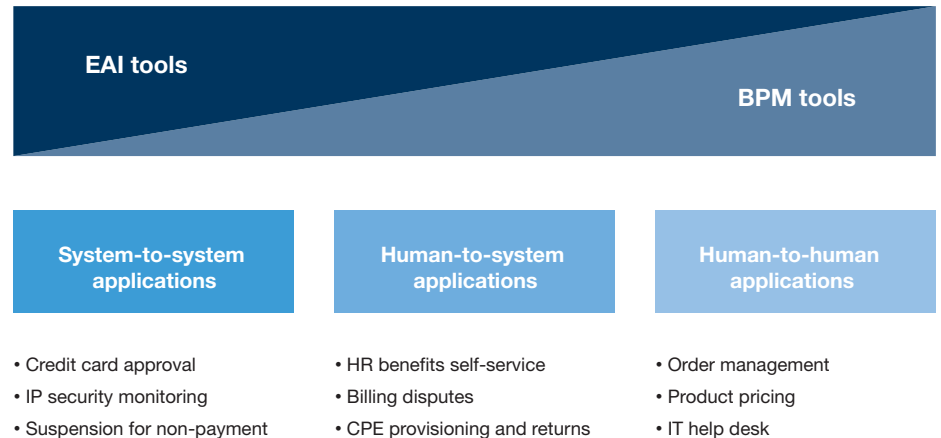 EAI tools
BPM tools
System-to-system
applications
Human-to-system
applications
Human-to-human
applications
• Credit card approval
• IP security monitoring
• Suspension for non-payment
• HR benefits self-service
• Billing disputes
• CPE provisioning and returns
• Order management
• Product pricing
• IT help desk